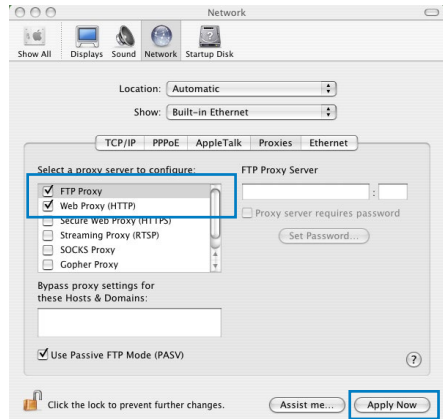 Network
Show All Displays Sound Network Startup Disk
Location: Automatic
Show: Built-in Ethernet
TCP/IP PPPoE AppleTalk Proxies Ethernet
Select a proxy server to configure:
FTP Proxy
Web Proxy (HTTP)
Secure Web Proxy (HTTPS)
Streaming Proxy (RTSP)
SOCKS Proxy
Gopher Proxy
FTP Proxy Server
:
Proxy server requires password
Set Password...
Bypass proxy settings for
these Hosts & Domains:
Use Passive FTP Mode (PASV)
?
Click the lock to prevent further changes.
Assist me... Apply Now